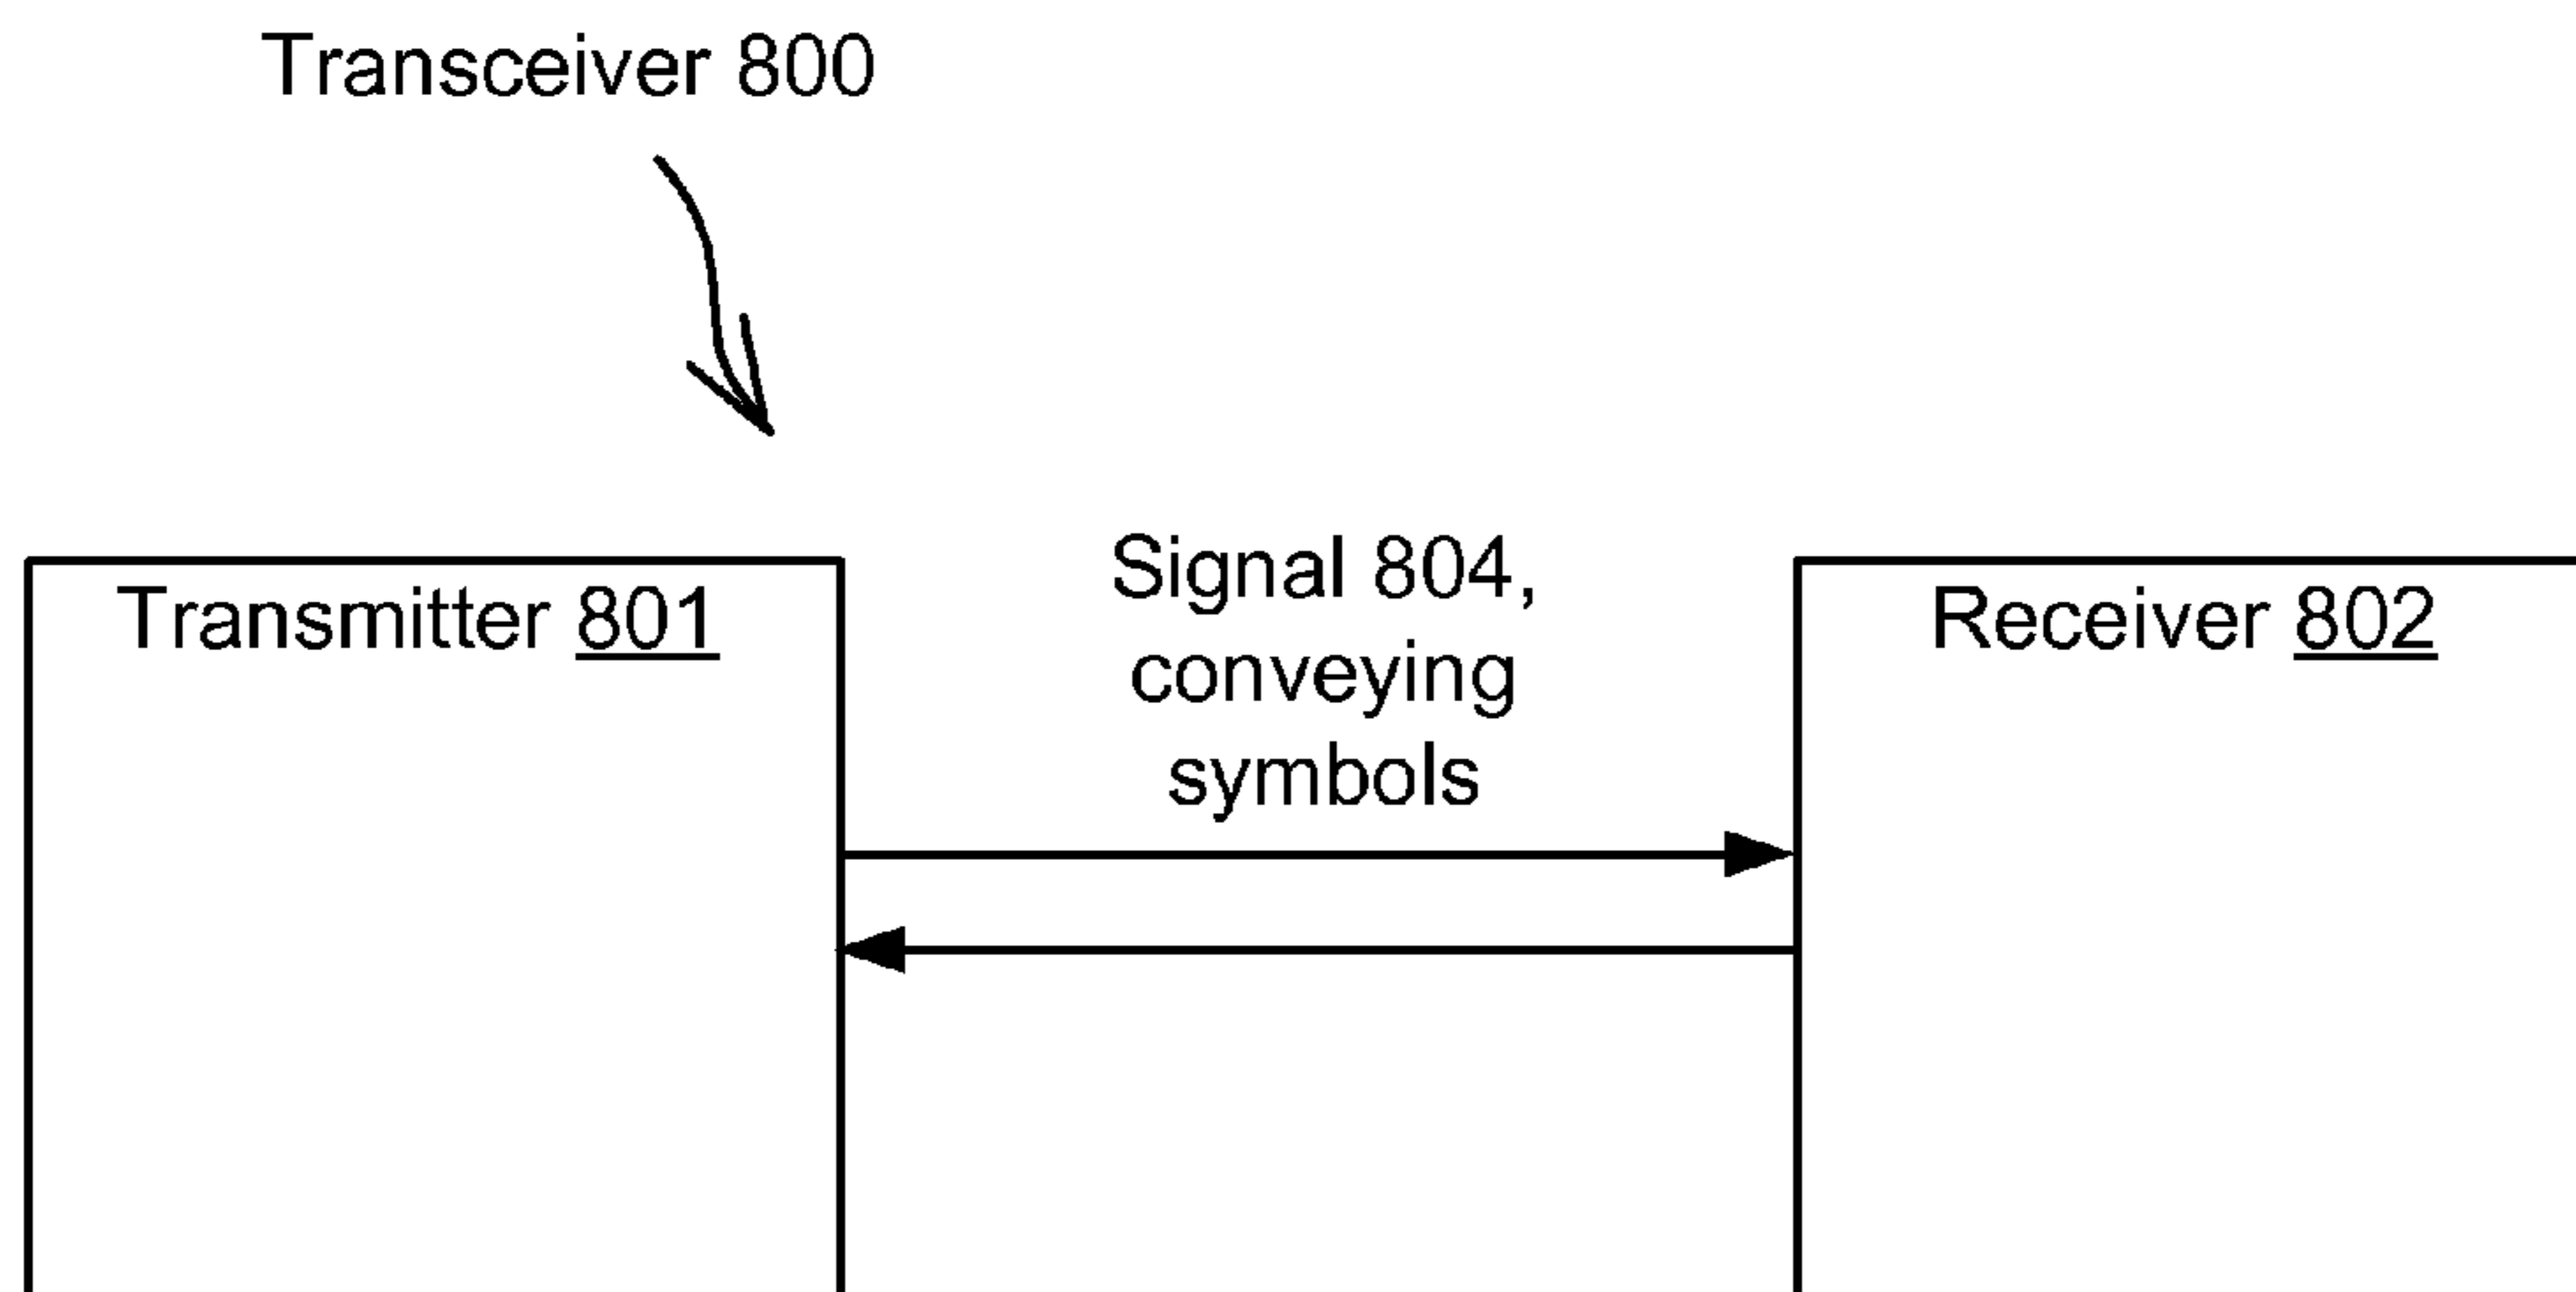 Transceiver 800
Signal 804,
conveying
symbols
Transmitter 801
Receiver 802